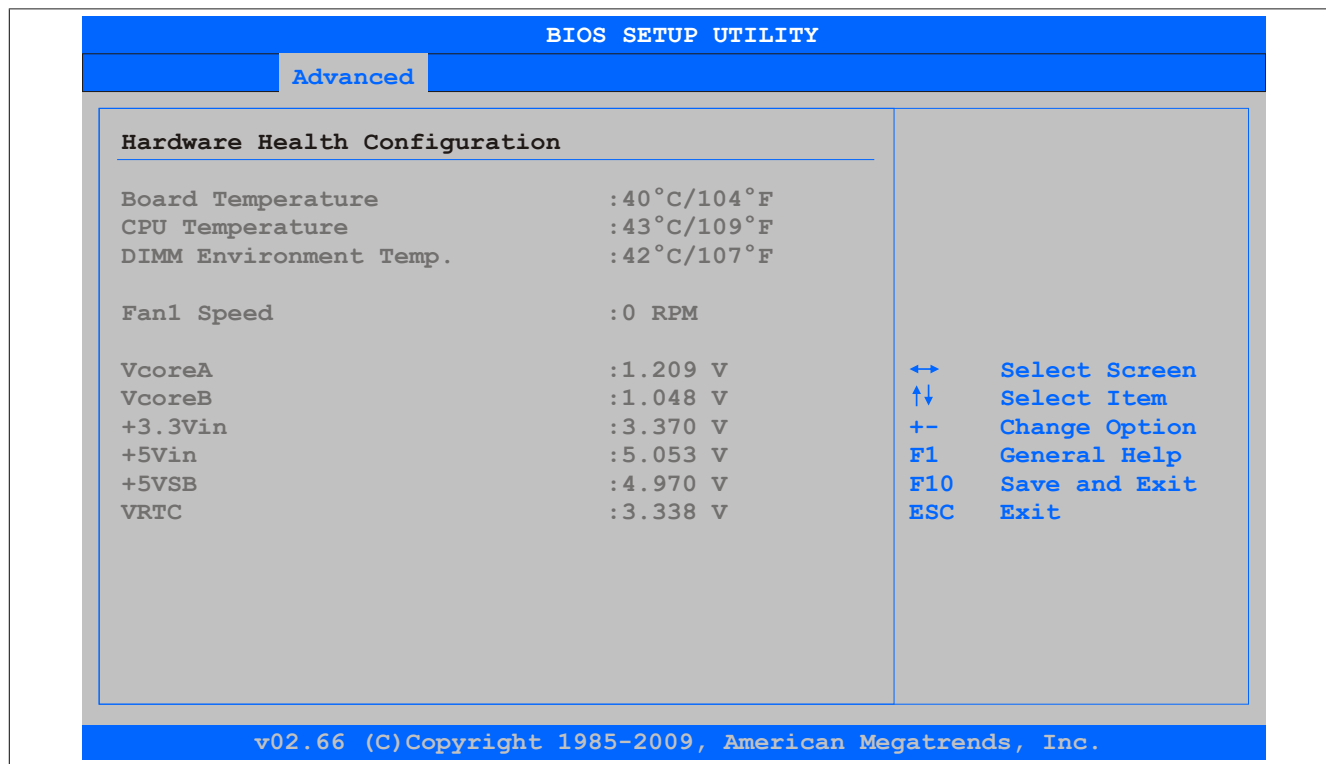 BIOS SETUP UTILITY
Advanced
Hardware Health Configuration
Board Temperature :40°C/104°F
CPU Temperature :43°C/109°F
DIMM Environment Temp. :42°C/107°F
Fan1 Speed :0 RPM
VcoreA :1.209 V
VcoreB :1.048 V
+3.3Vin :3.370 V
+5Vin :5.053 V
+5VSB :4.970 V
VRTC :3.338 V
↔ Select Screen
↑↓ Select Item
+- Change Option
F1 General Help
F10 Save and Exit
ESC Exit
v02.66 (C)Copyright 1985-2009, American Megatrends, Inc.